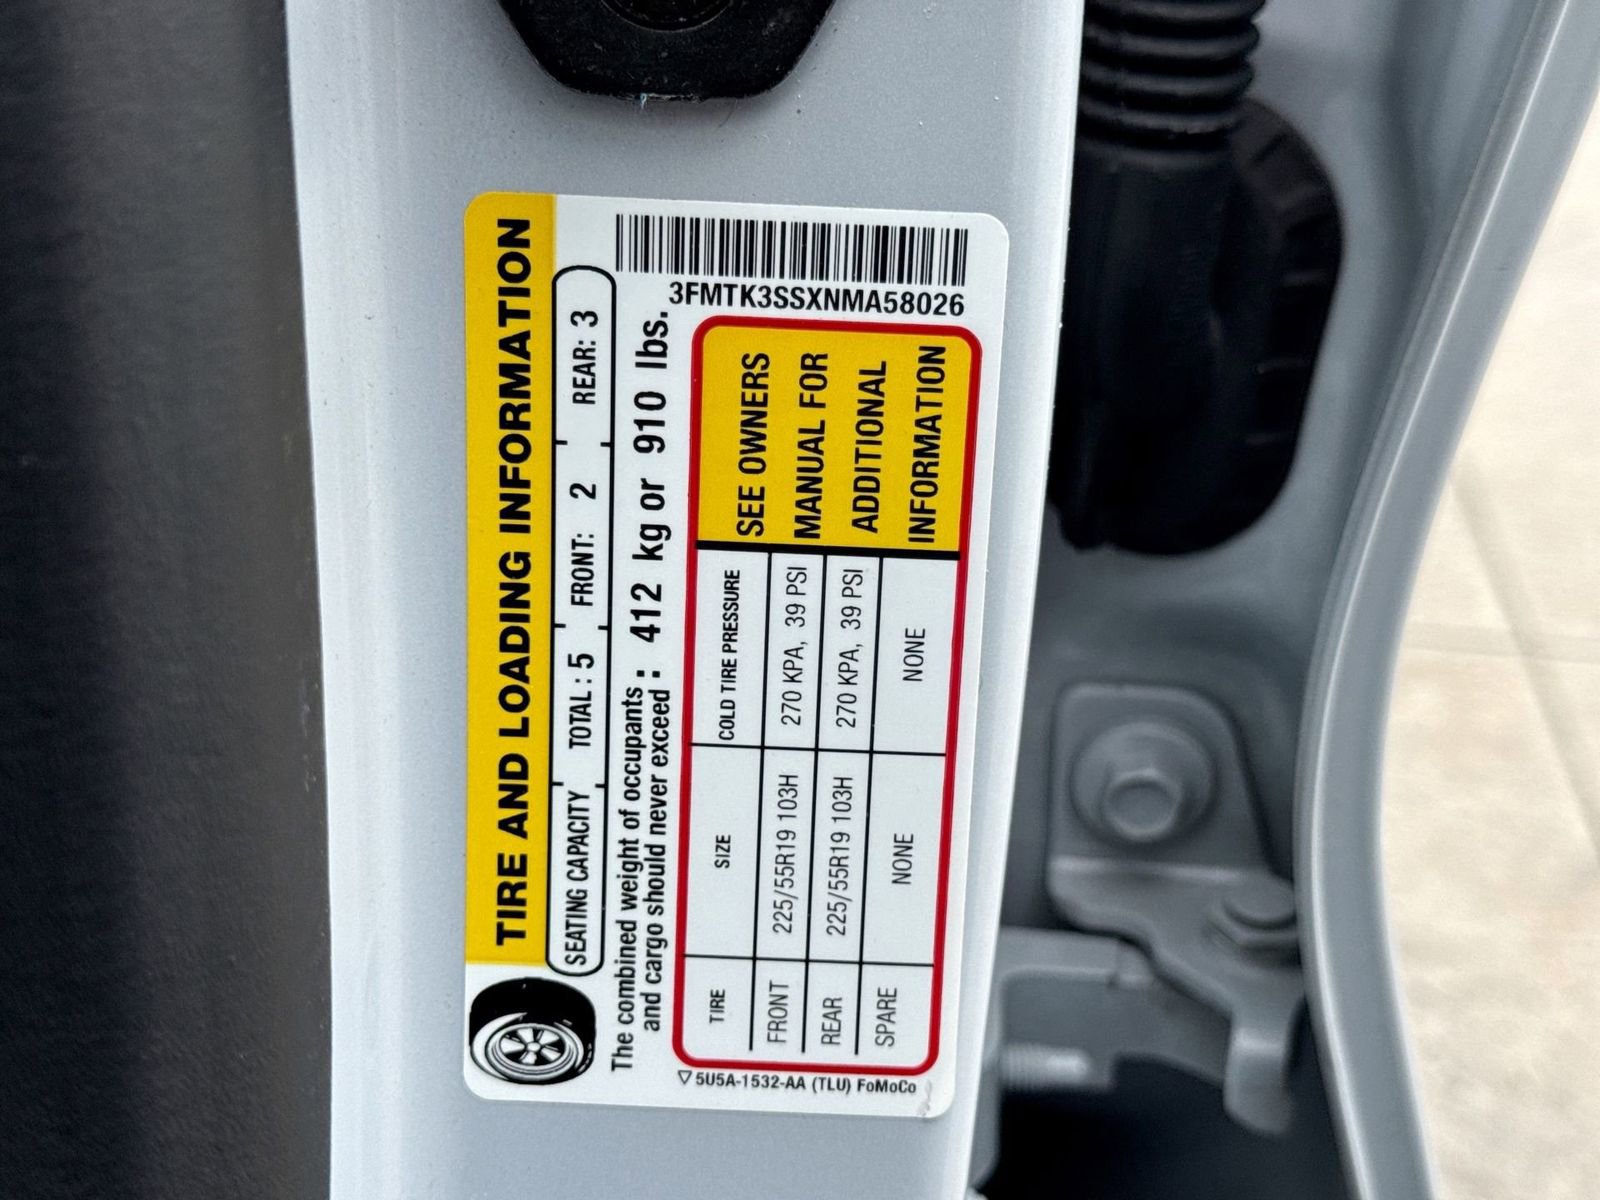 TIRE AND LOADING INFORMATION
SEATING CAPACITY TOTAL : 5 FRONT: 2 REAR: 3
The combined weight of occupants
and cargo should never exceed : 412 kg or 910 lbs.
3FMTK3SSXNMA58026
TIRE SIZE COLD TIRE PRESSURE
FRONT 225/55R19 103H 270 KPA, 39 PSI
REAR 225/55R19 103H 270 KPA, 39 PSI
SPARE NONE NONE
SEE OWNERS
MANUAL FOR
ADDITIONAL
INFORMATION
5U5A-1532-AA (TLU) FoMoCo